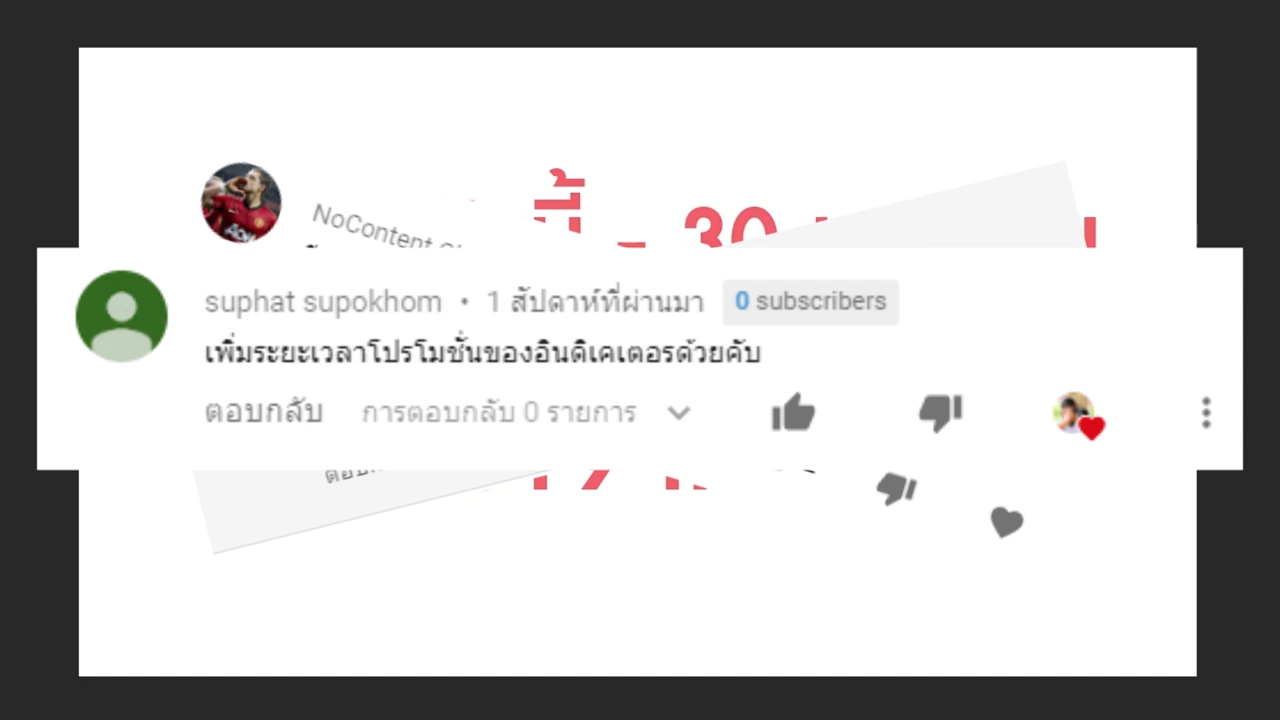 นี้ - 30
NoContent
suphat supokhom • 1 สัปดาห์ที่ผ่านมา 0 subscribers
เพิ่มระยะเวลาโปรโมชั่นของอินดิเคเตอรด้วยคับ
ตอบกลับ การตอบกลับ 0 รายการ